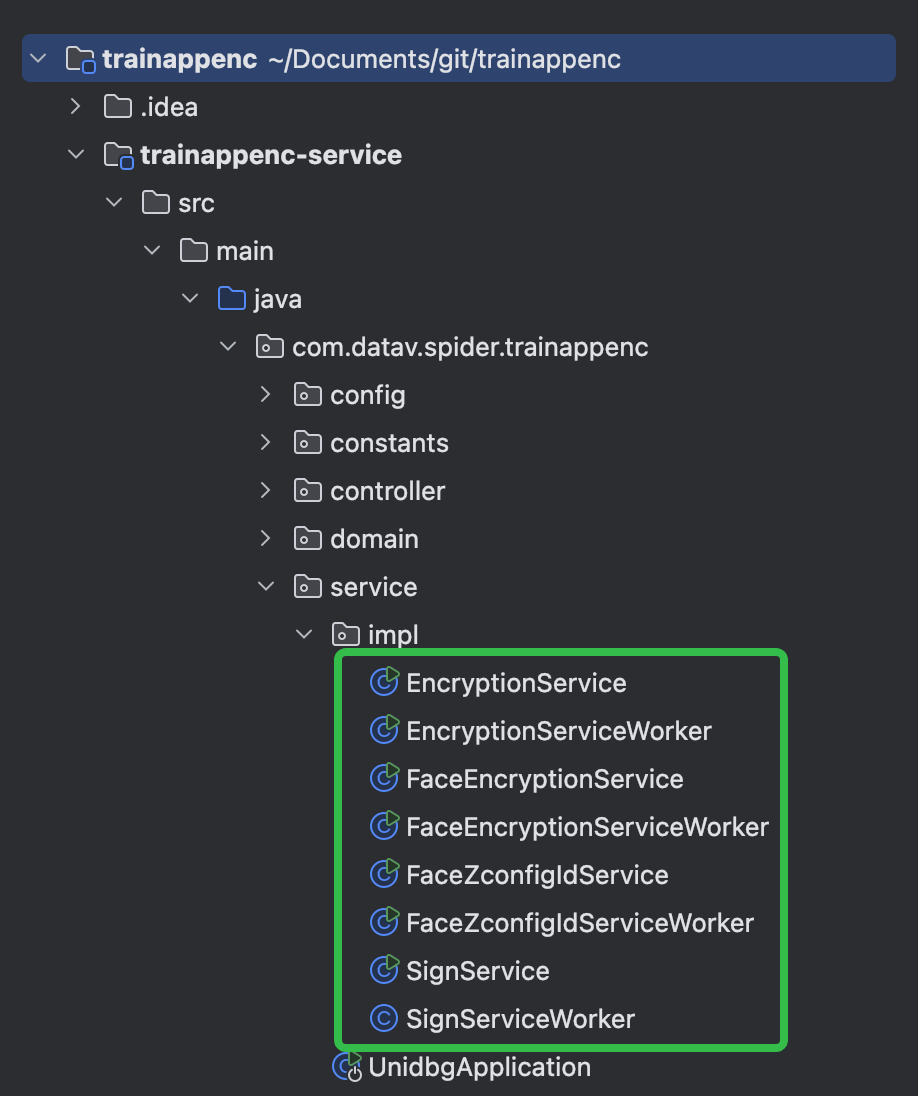 trainappenc ~/Documents/git/trainappenc
.idea
trainappenc-service
src
main
java
com.datav.spider.trainappenc
config
constants
controller
domain
service
impl
EncryptionService
EncryptionServiceWorker
FaceEncryptionService
FaceEncryptionServiceWorker
FaceZconfigIdService
FaceZconfigIdServiceWorker
SignService
SignServiceWorker
UnidbgApplication